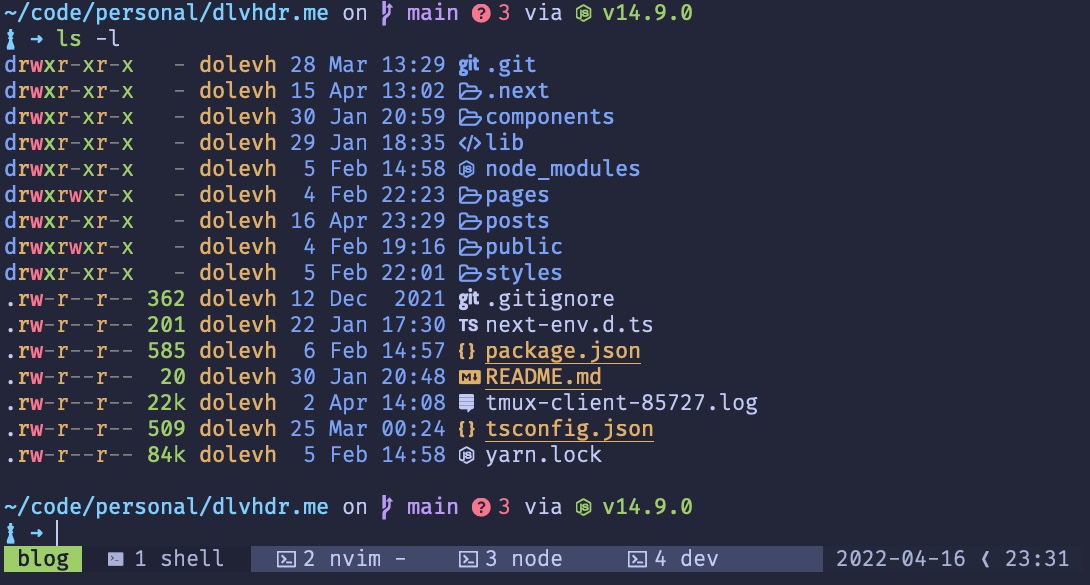 ~/code/personal/dlvhdr.me on main ? 3 via v14.9.0
➜ ls -l
drwxr-xr-x - dolevh 28 Mar 13:29 git .git
drwxr-xr-x - dolevh 15 Apr 13:02 .next
drwxr-xr-x - dolevh 30 Jan 20:59 components
drwxr-xr-x - dolevh 29 Jan 18:35 </> lib
drwxr-xr-x - dolevh 5 Feb 14:58 node_modules
drwxrwxr-x - dolevh 4 Feb 22:23 pages
drwxr-xr-x - dolevh 16 Apr 23:29 posts
drwxrwxr-x - dolevh 4 Feb 19:16 public
drwxr-xr-x - dolevh 5 Feb 22:01 styles
.rw-r--r-- 362 dolevh 12 Dec 2021 git .gitignore
.rw-r--r-- 201 dolevh 22 Jan 17:30 TS next-env.d.ts
.rw-r--r-- 585 dolevh 6 Feb 14:57 {} package.json
.rw-r--r-- 20 dolevh 30 Jan 20:48 M↓ README.md
.rw-r--r-- 22k dolevh 2 Apr 14:08 tmux-client-85727.log
.rw-r--r-- 509 dolevh 25 Mar 00:24 {} tsconfig.json
.rw-r--r-- 84k dolevh 5 Feb 14:58 yarn.lock
~/code/personal/dlvhdr.me on main ? 3 via v14.9.0
➜
blog 1 shell 2 nvim - 3 node 4 dev 2022-04-16 ❬ 23:31